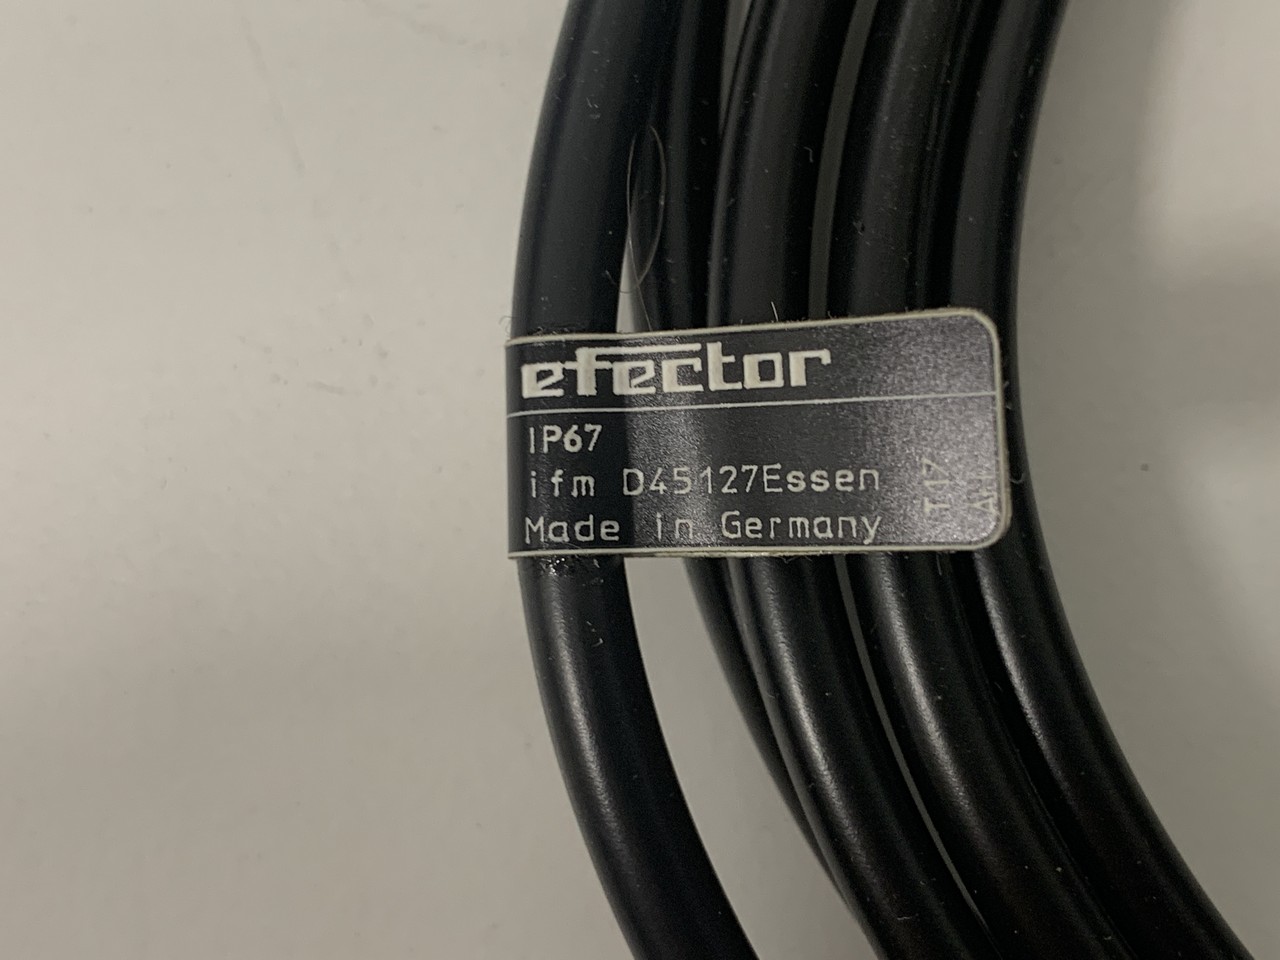 efector
IP67
ifm D45127Essen
Made in Germany